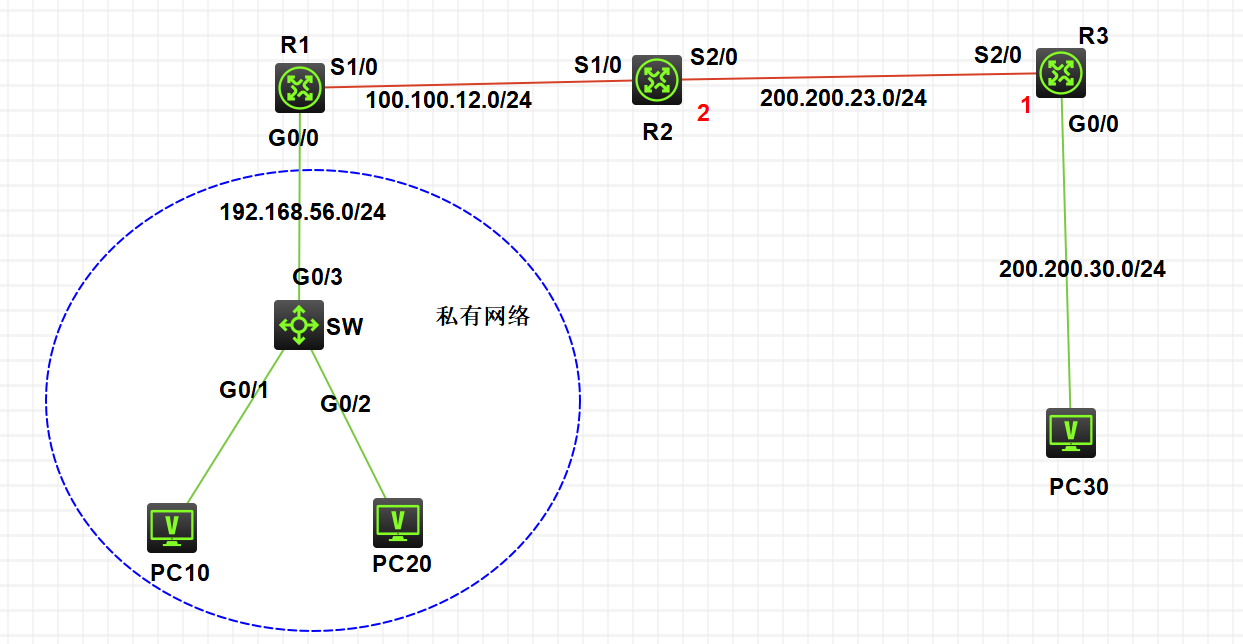 R1
S1/0
S1/0
S2/0
S2/0
R3
100.100.12.0/24
200.200.23.0/24
1
2
G0/0
R2
G0/0
192.168.56.0/24
200.200.30.0/24
G0/3
私有网络
SW
G0/1
G0/2
V
V
V
PC30
PC20
PC10